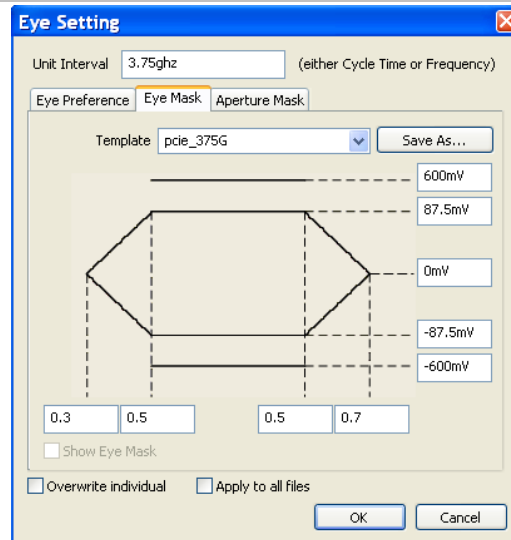 Eye Setting
Unit Interval 3.75ghz (either Cycle Time or Frequency)
Eye Preference Eye Mask Aperture Mask
Template pcie_375G Save As...
600mV
87.5mV
0mV
-87.5mV
-600mV
0.3 0.5 0.5 0.7
Show Eye Mask
Overwrite individual Apply to all files
OK Cancel